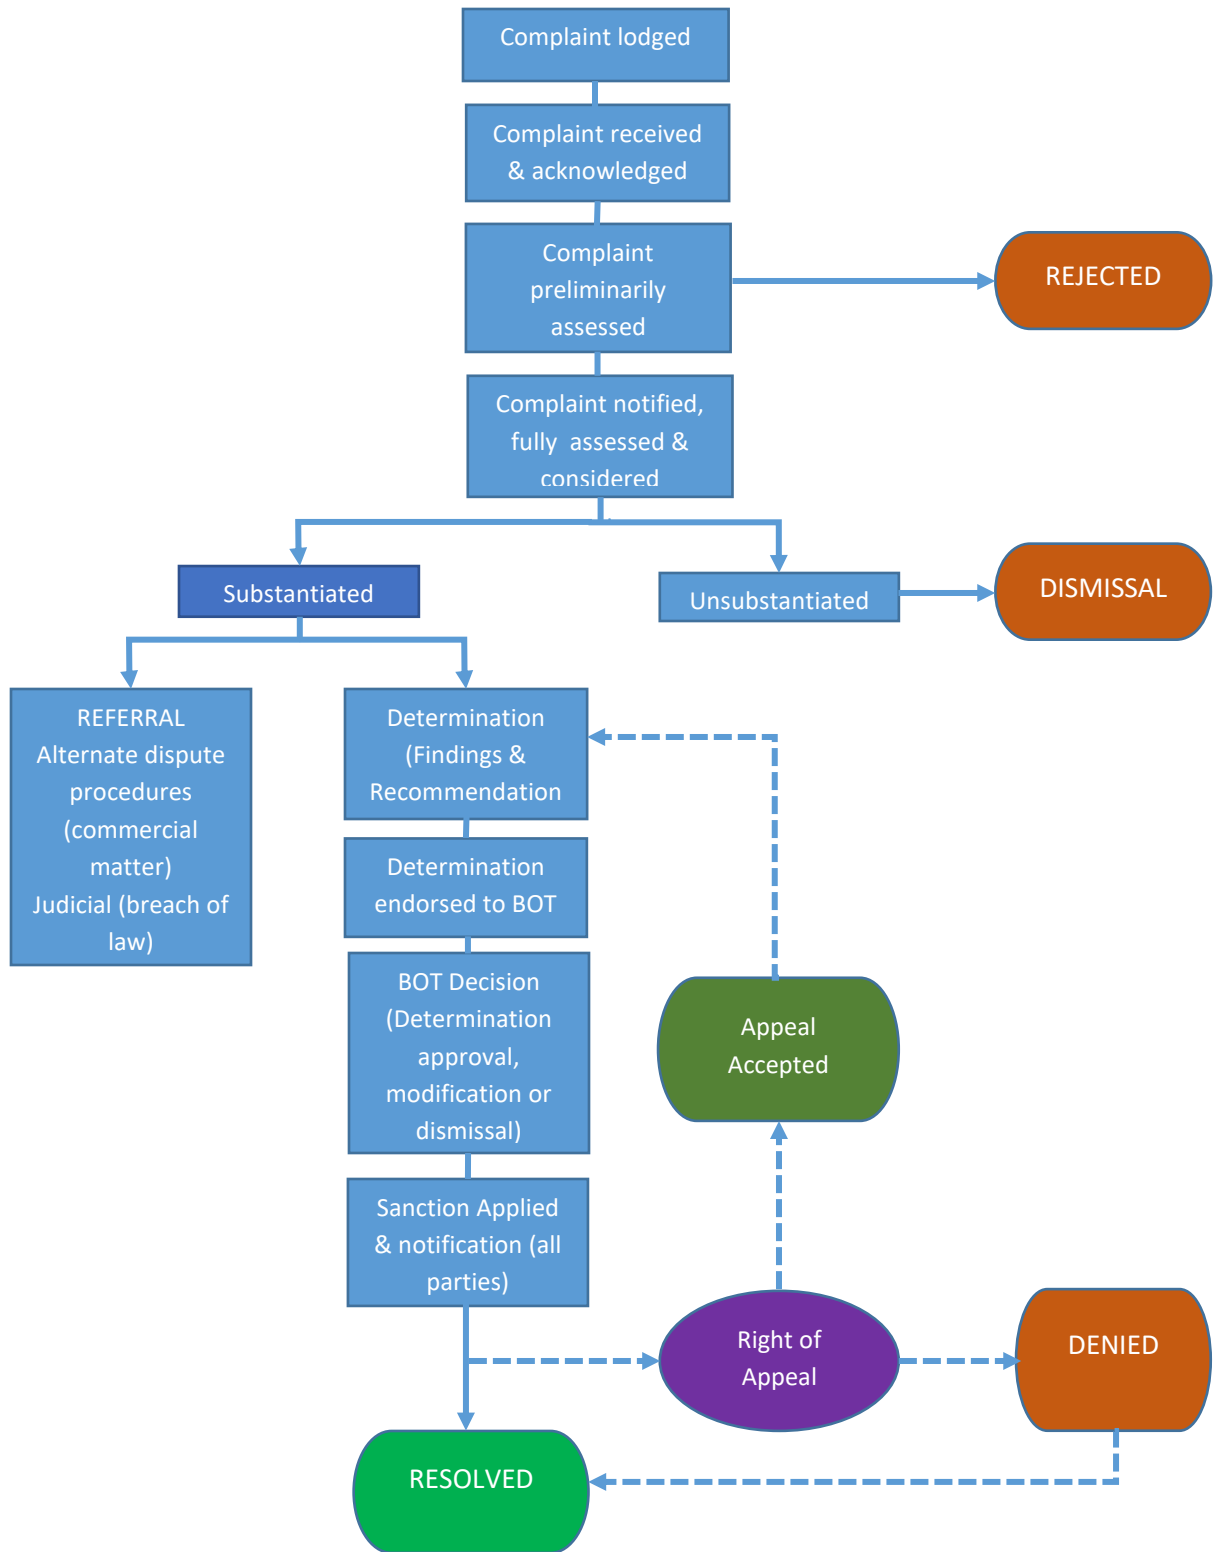 Complaint lodged
Complaint received
& acknowledged
Complaint
preliminarily
assessed
REJECTED
Complaint notified,
fully assessed &
considered
Substantiated
Unsubstantiated
DISMISSAL
REFERRAL
Alternate dispute
procedures
(commercial
matter)
Judicial (breach of
law)
Determination
(Findings &
Recommendation
Determination
endorsed to BOT
BOT Decision
(Determination
approval,
modification or
dismissal)
Appeal
Accepted
Sanction Applied
& notification (all
parties)
Right of
Appeal
DENIED
RESOLVED